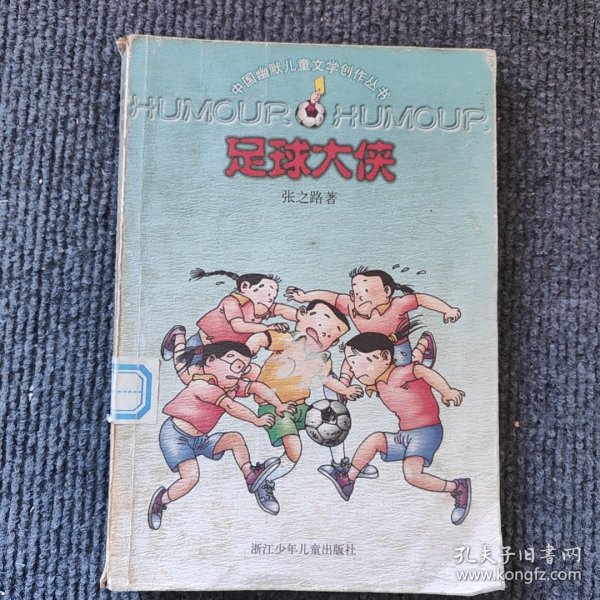 中国幽默儿童文学创作丛书
HUMOUR HUMOUR
足球大侠
张之路著
浙江少年儿童出版社
孔夫子旧书网
www.kongfz.com